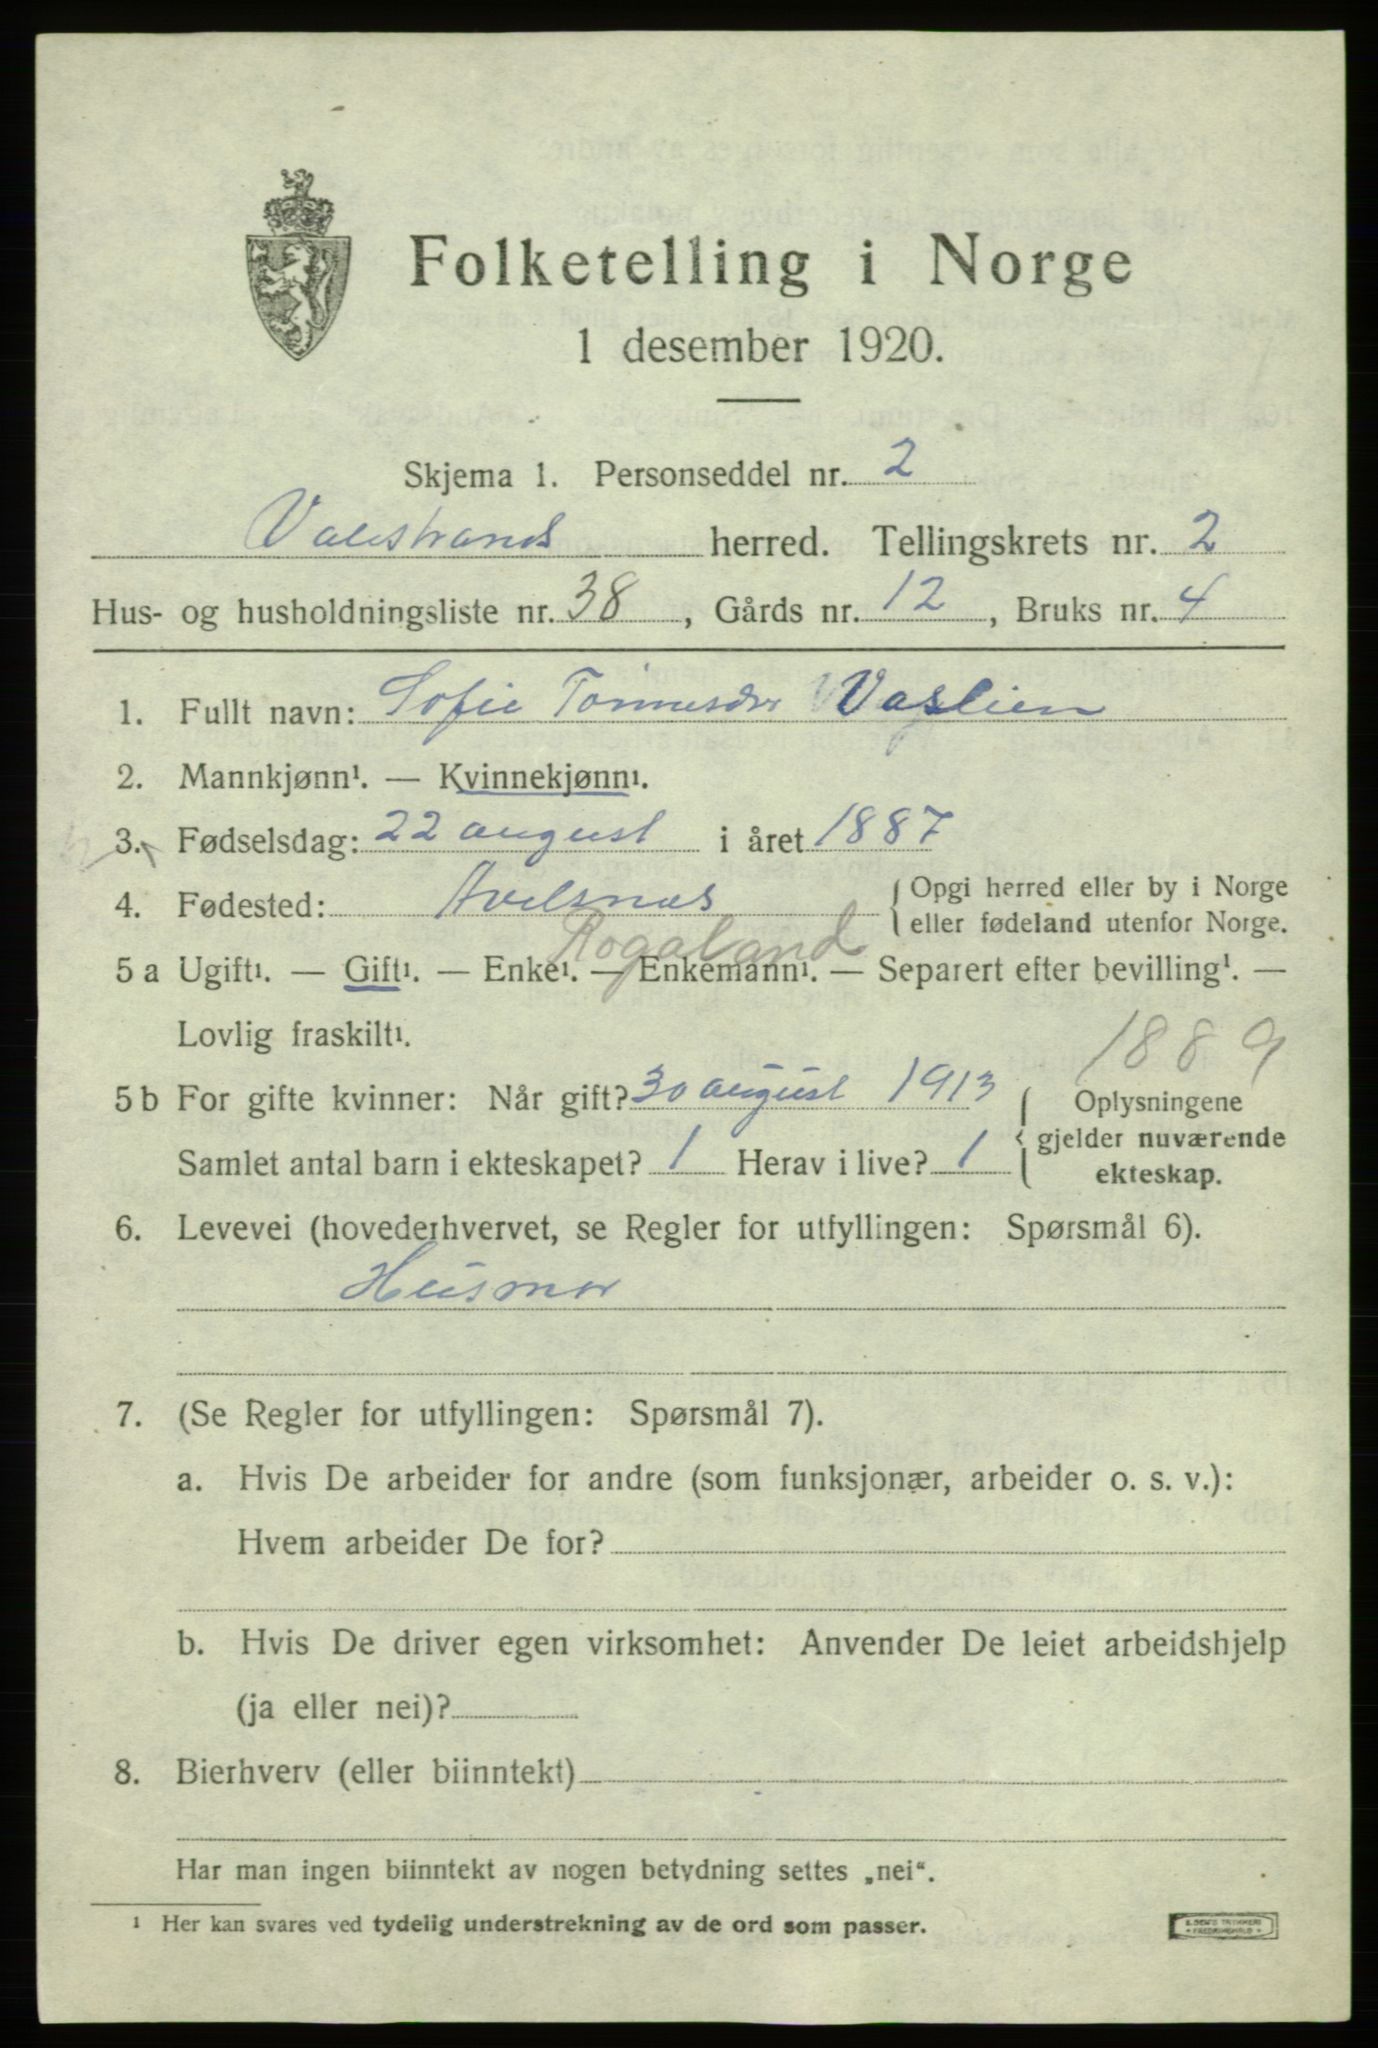 Folketelling i Norge
1 desember 1920.
Skjema 1. Personseddel nr. 2
Valestrands herred. Tellingskrets nr. 2
Hus- og husholdningsliste nr. 38, Gårds nr. 12, Bruks nr. 4
1. Fullt navn: Sofie Vaslien
2. Mannkjønn¹. — Kvinnekjønn¹.
3. Fødselsdag: 22 august i året 1887
4. Fødested: Avelsnes { Opgi herred eller by i Norge
eller fødeland utenfor Norge.
Rogaland
5 a Ugift¹. — Gift¹. — Enke¹. — Enkemann¹. — Separert efter bevilling¹. —
Lovlig fraskilt¹.
1889
5 b For gifte kvinner: Når gift? 30 august 1913 { Oplysningene
gjelder nuværende
Samlet antal barn i ekteskapet? 1 Herav i live? 1
ekteskap.
6. Levevei (hovederhvervet, se Regler for utfyllingen: Spørsmål 6).
Husmor
7. (Se Regler for utfyllingen: Spørsmål 7).
a. Hvis De arbeider for andre (som funksjonær, arbeider o. s. v.):
Hvem arbeider De for?
b. Hvis De driver egen virksomhet: Anvender De leiet arbeidshjelp
(ja eller nei)?
8. Bierhverv (eller biinntekt)
Har man ingen biinntekt av nogen betydning settes „nei“.
¹ Her kan svares ved tydelig understrekning av de ord som passer.